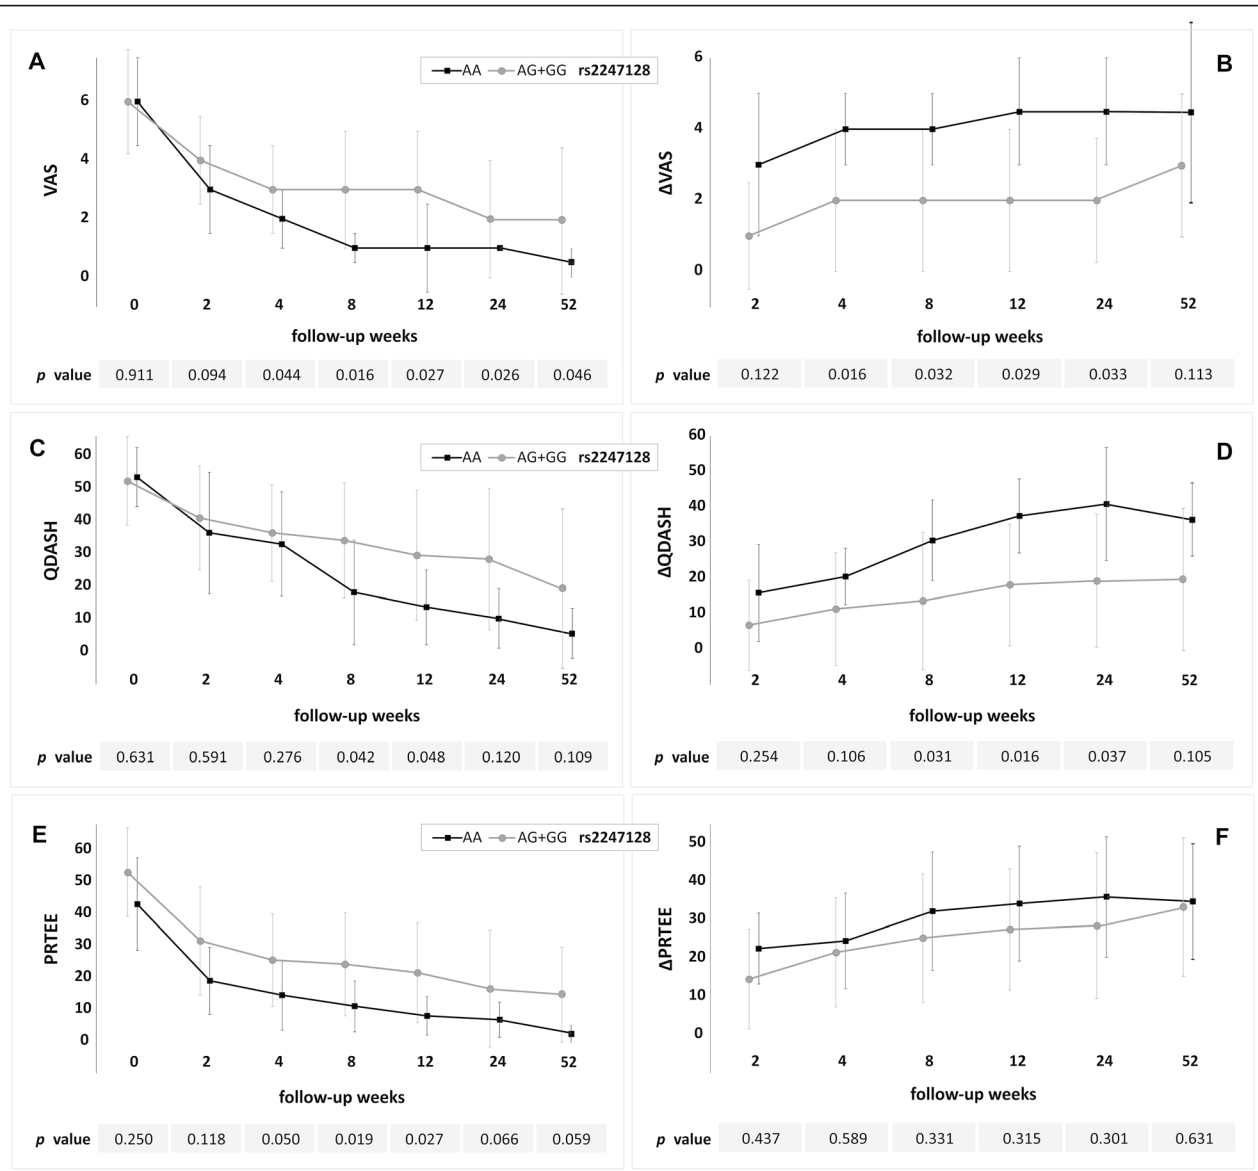 A
AA AG+GG rs2247128
VAS
6
4
2
0
0 2 4 8 12 24 52
follow-up weeks
p value 0.911 0.094 0.044 0.016 0.027 0.026 0.046
B
ΔVAS
6
4
2
0
2 4 8 12 24 52
follow-up weeks
p value 0.122 0.016 0.032 0.029 0.033 0.113
C
AA AG+GG rs2247128
QDASH
60
50
40
30
20
10
0
0 2 4 8 12 24 52
follow-up weeks
p value 0.631 0.591 0.276 0.042 0.048 0.120 0.109
D
ΔQDASH
60
50
40
30
20
10
0
2 4 8 12 24 52
follow-up weeks
p value 0.254 0.106 0.031 0.016 0.037 0.105
E
AA AG+GG rs2247128
PRTEE
60
50
40
30
20
10
0
0 2 4 8 12 24 52
follow-up weeks
p value 0.250 0.118 0.050 0.019 0.027 0.066 0.059
F
ΔPRTEE
50
40
30
20
10
0
2 4 8 12 24 52
follow-up weeks
p value 0.437 0.589 0.331 0.315 0.301 0.631